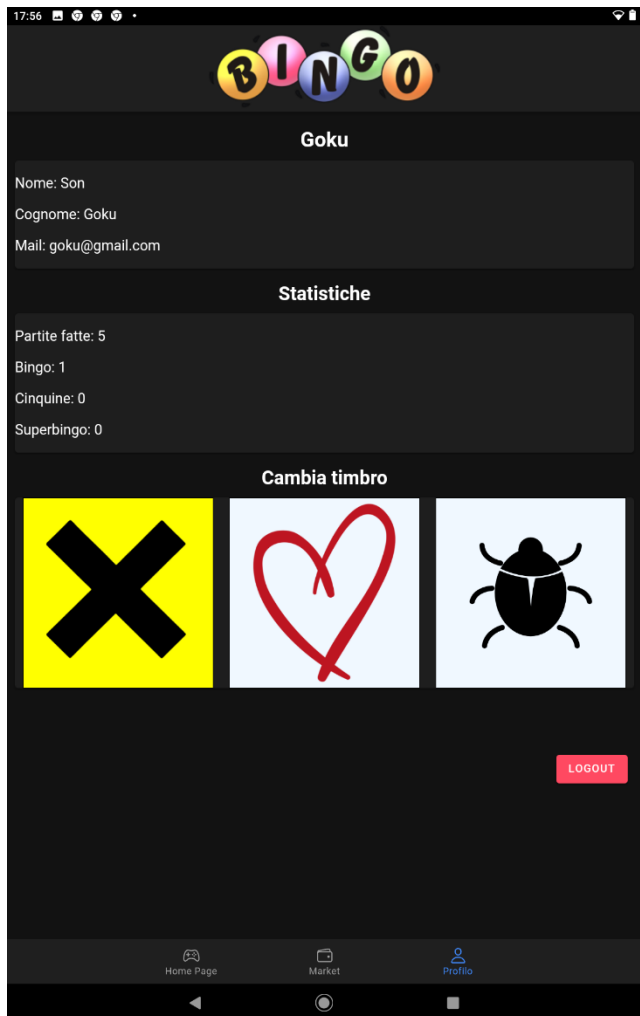 17:56
BINGO
Goku
Nome: Son
Cognome: Goku
Mail: goku@gmail.com
Statistiche
Partite fatte: 5
Bingo: 1
Cinquine: 0
Superbingo: 0
Cambia timbro
LOGOUT
Home Page
Market
Profilo